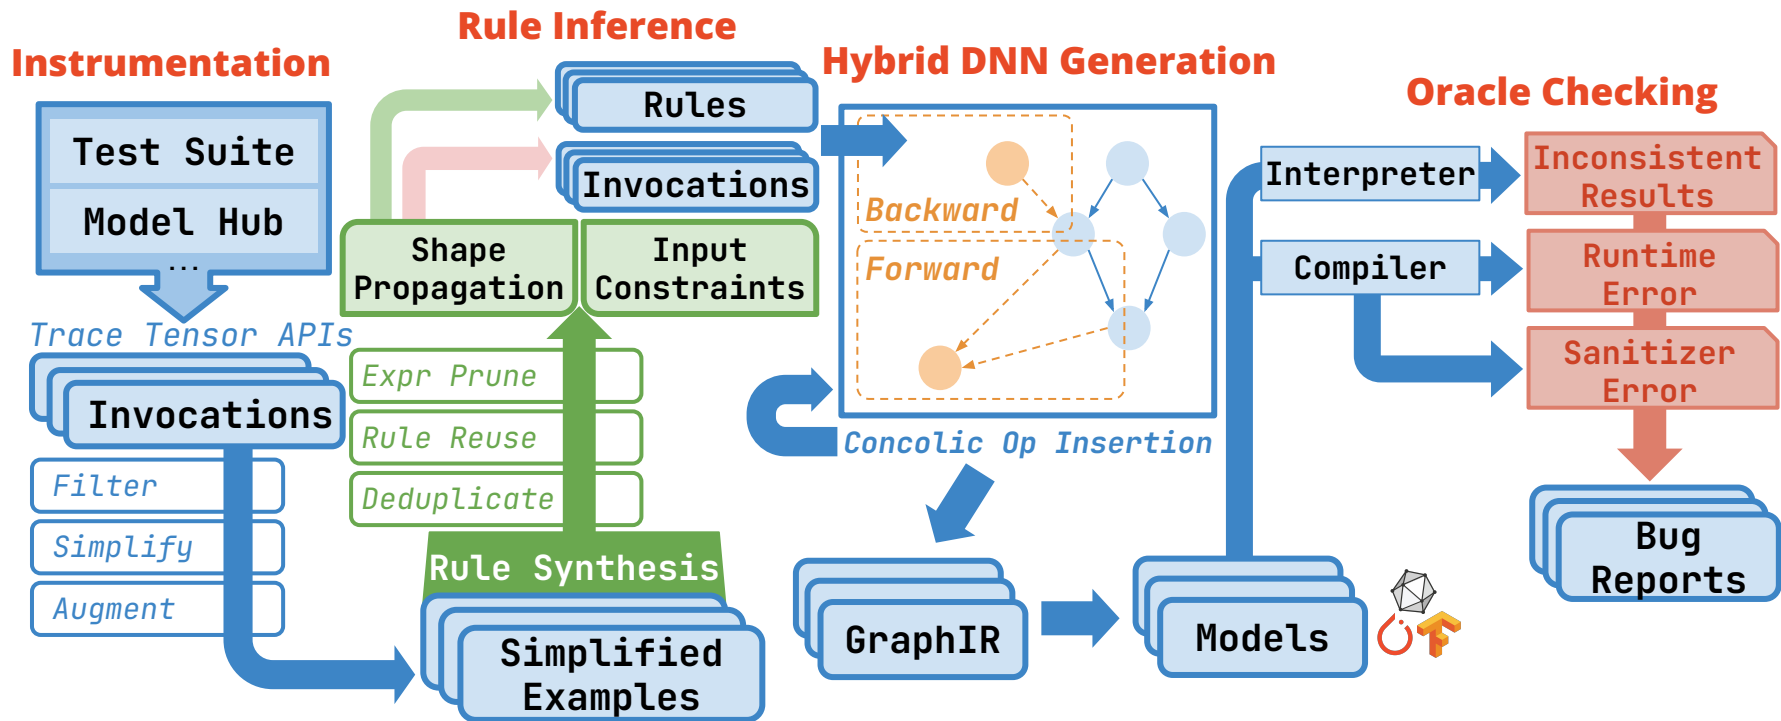 Instrumentation
Test Suite
Model Hub
...
Trace Tensor APIs
Invocations
Filter
Simplify
Augment
Rule Inference
Rules
Invocations
Shape
Propagation
Input
Constraints
Expr Prune
Rule Reuse
Deduplicate
Rule Synthesis
Simplified
Examples
Hybrid DNN Generation
Backward
Forward
Concolic Op Insertion
GraphIR
Models
Oracle Checking
Interpreter
Compiler
Inconsistent
Results
Runtime
Error
Sanitizer
Error
Bug
Reports